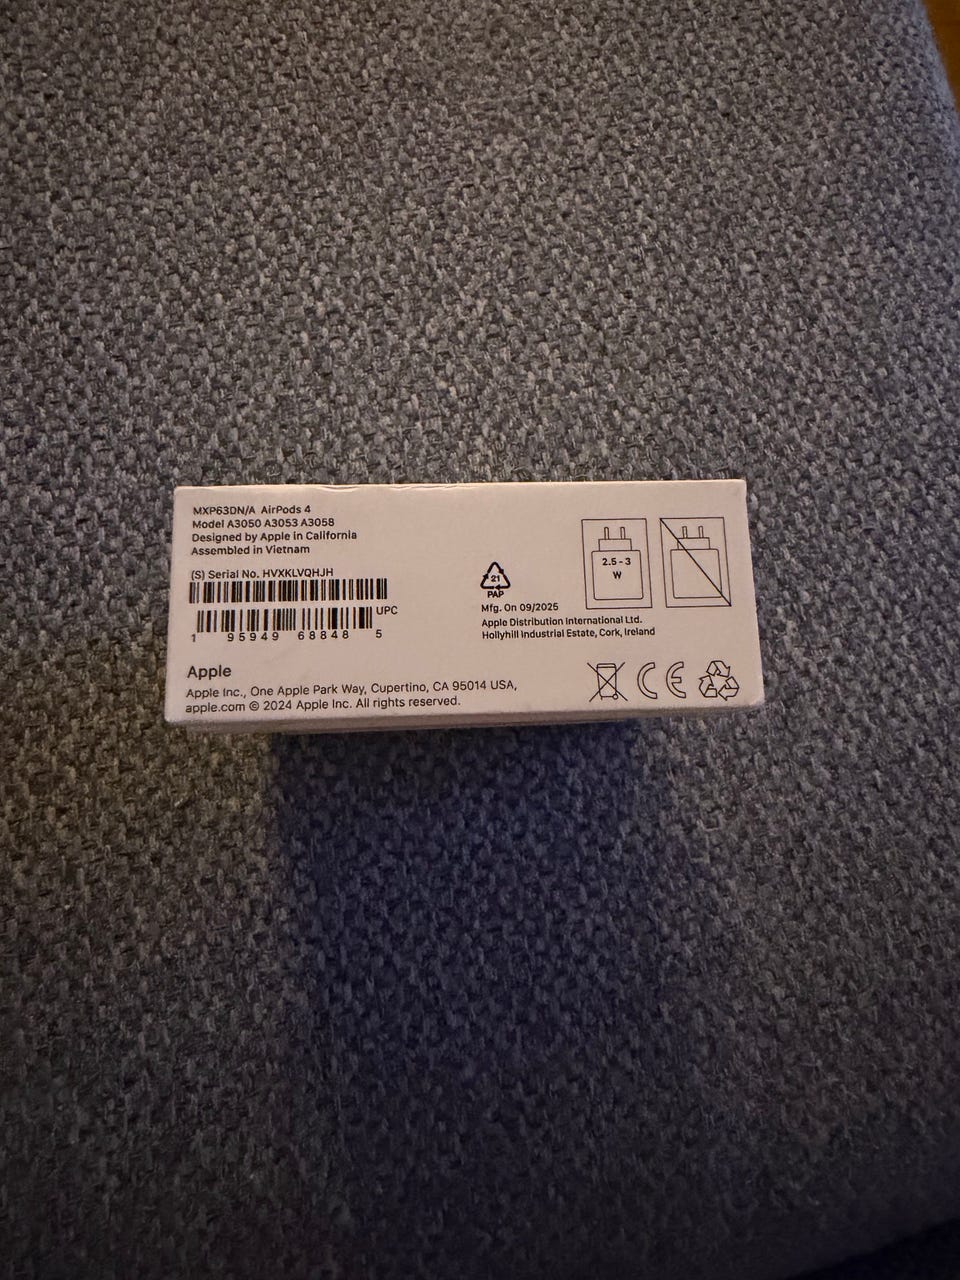 MXP63DN/A AirPods 4
Model A3050 A3053 A3058
Designed by Apple in California
Assembled in Vietnam
(S) Serial No. HVXKLVQHJH
UPC
1 95949 68848 5
Apple
Apple Inc., One Apple Park Way, Cupertino, CA 95014 USA,
apple.com © 2024 Apple Inc. All rights reserved.
21
PAP
Mfg. On 09/2025
Apple Distribution International Ltd.
Hollyhill Industrial Estate, Cork, Ireland
2.5 - 3
W
CE